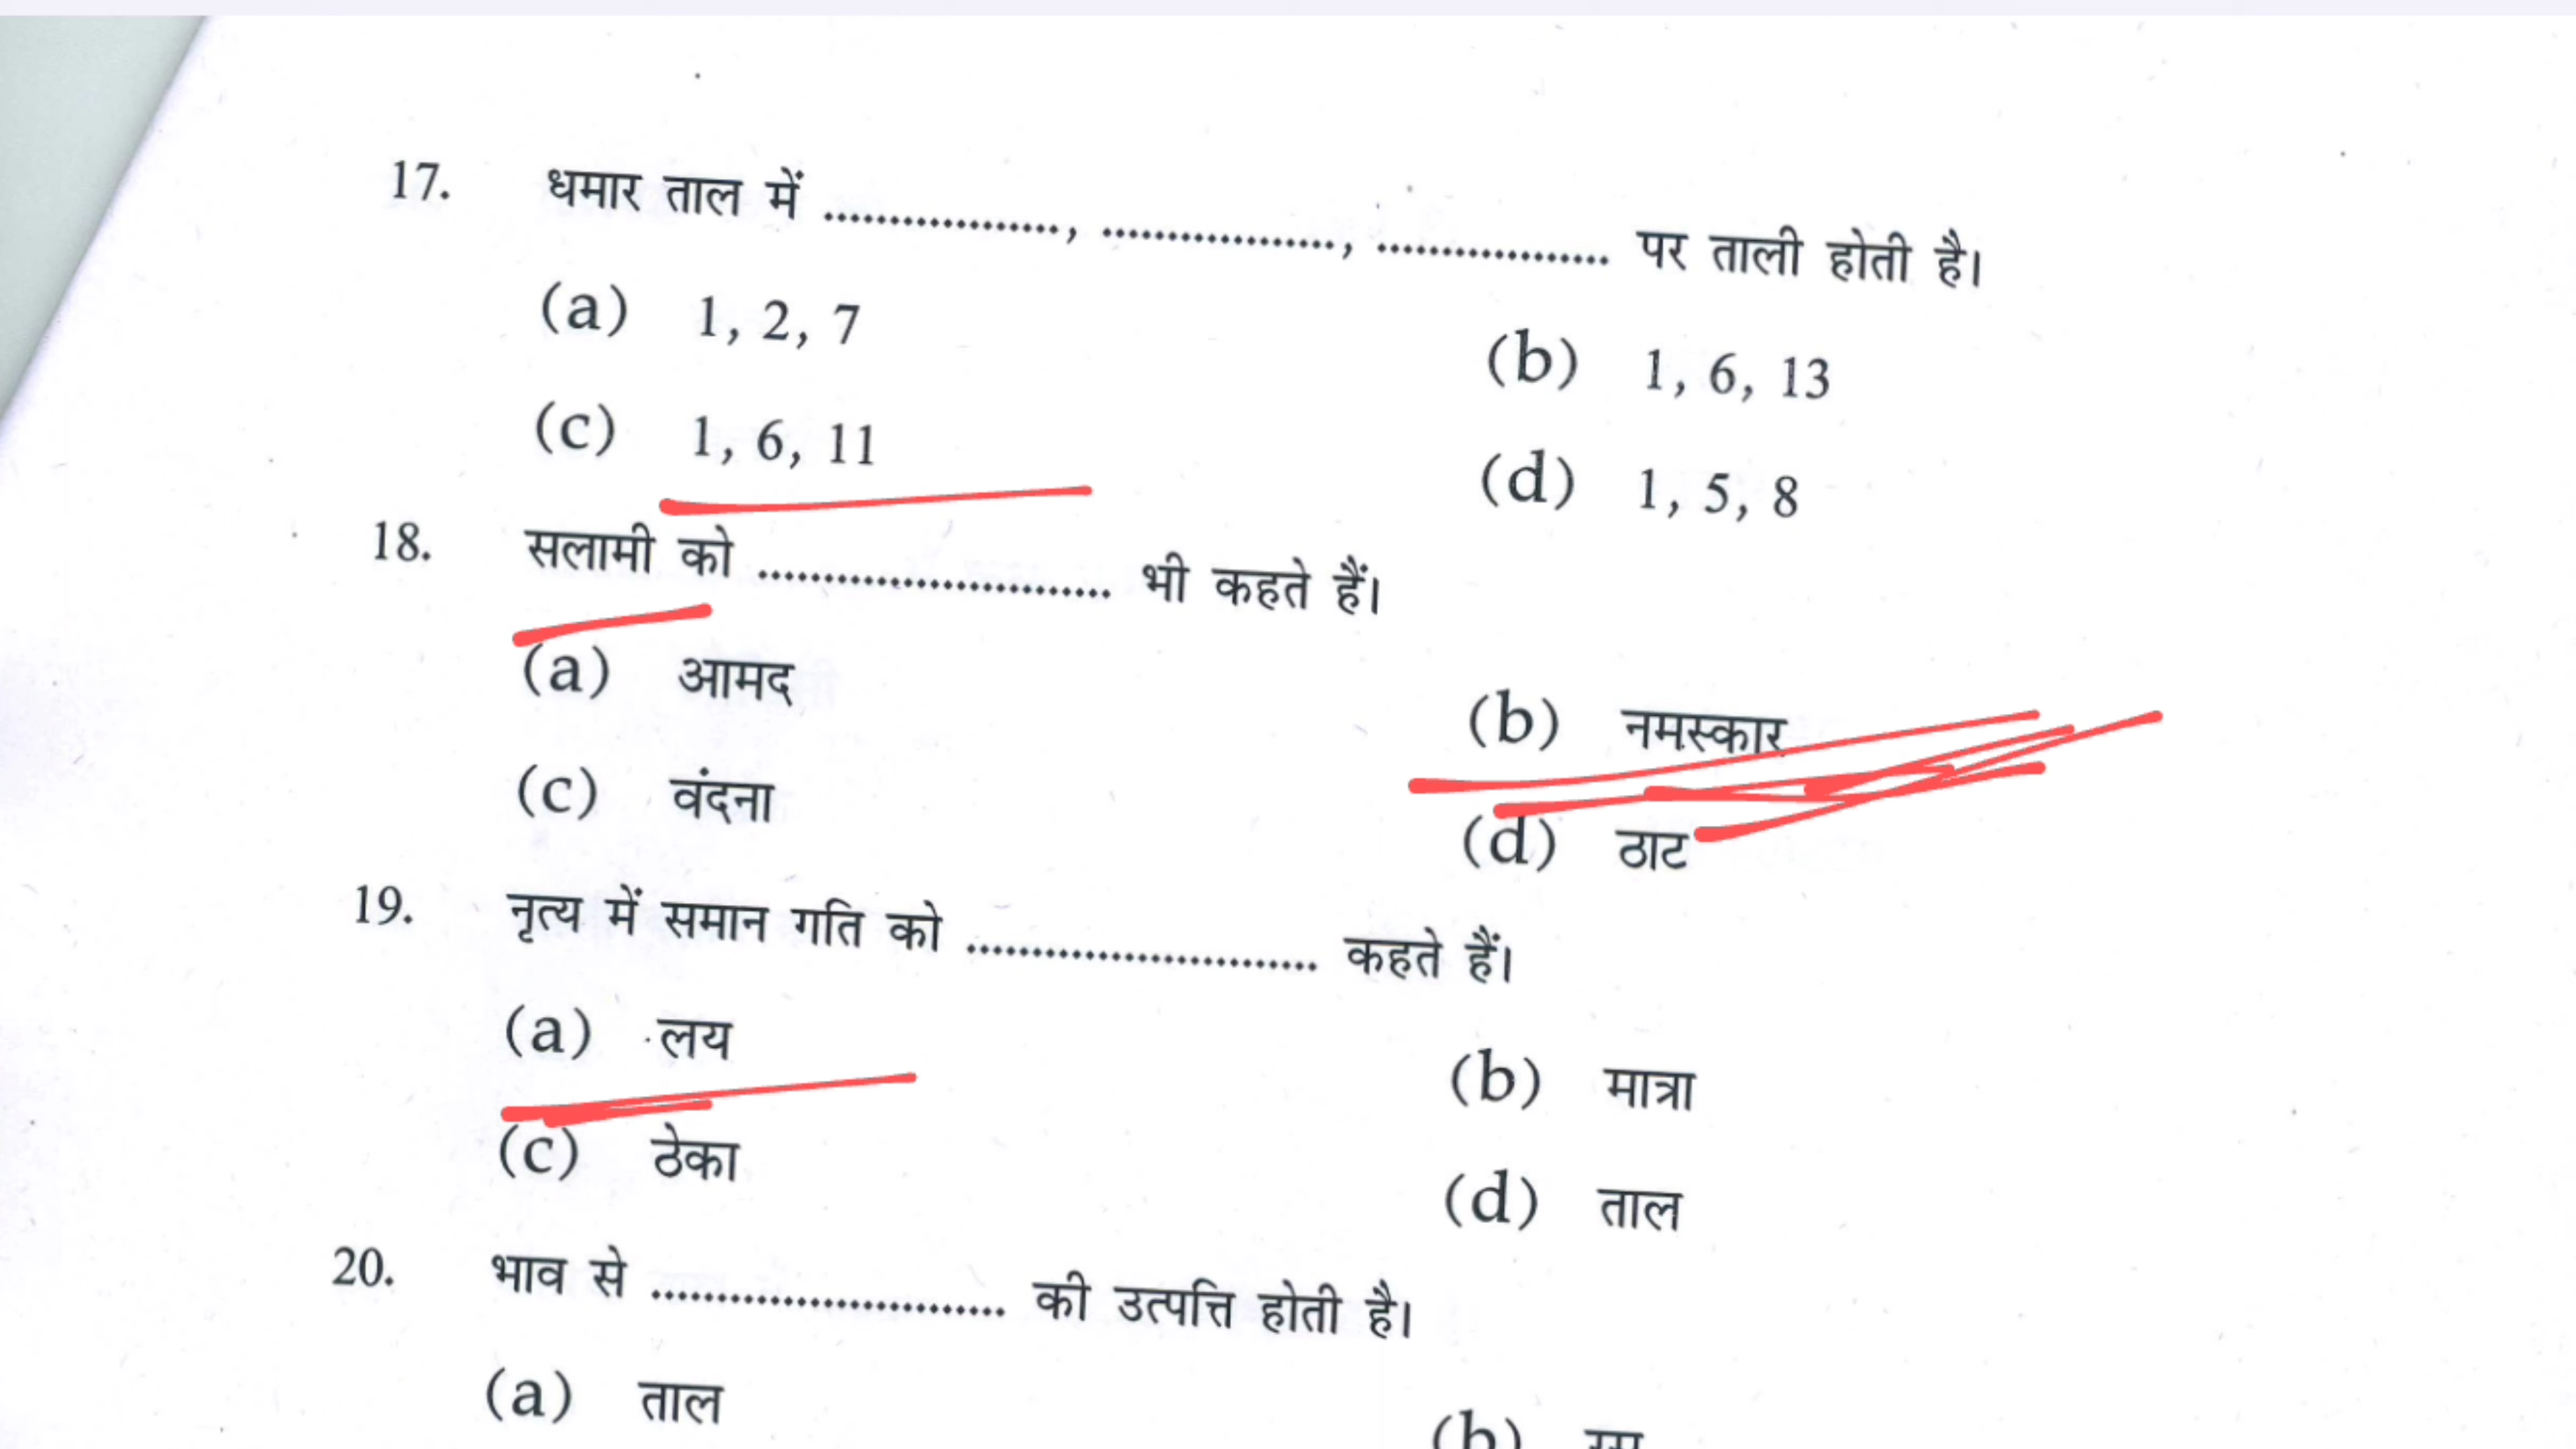 17. धमार ताल में .................., .................., .................. पर ताली होती है।
(a) 1, 2, 7 (b) 1, 6, 13
(c) 1, 6, 11 (d) 1, 5, 8
18. सलामी को ........................... भी कहते हैं।
(a) आमद (b) नमस्कार
(c) वंदना (d) ठाट
19. नृत्य में समान गति को ........................... कहते हैं।
(a) लय (b) मात्रा
(c) ठेका (d) ताल
20. भाव से ........................... की उत्पत्ति होती है।
(a) ताल (b)